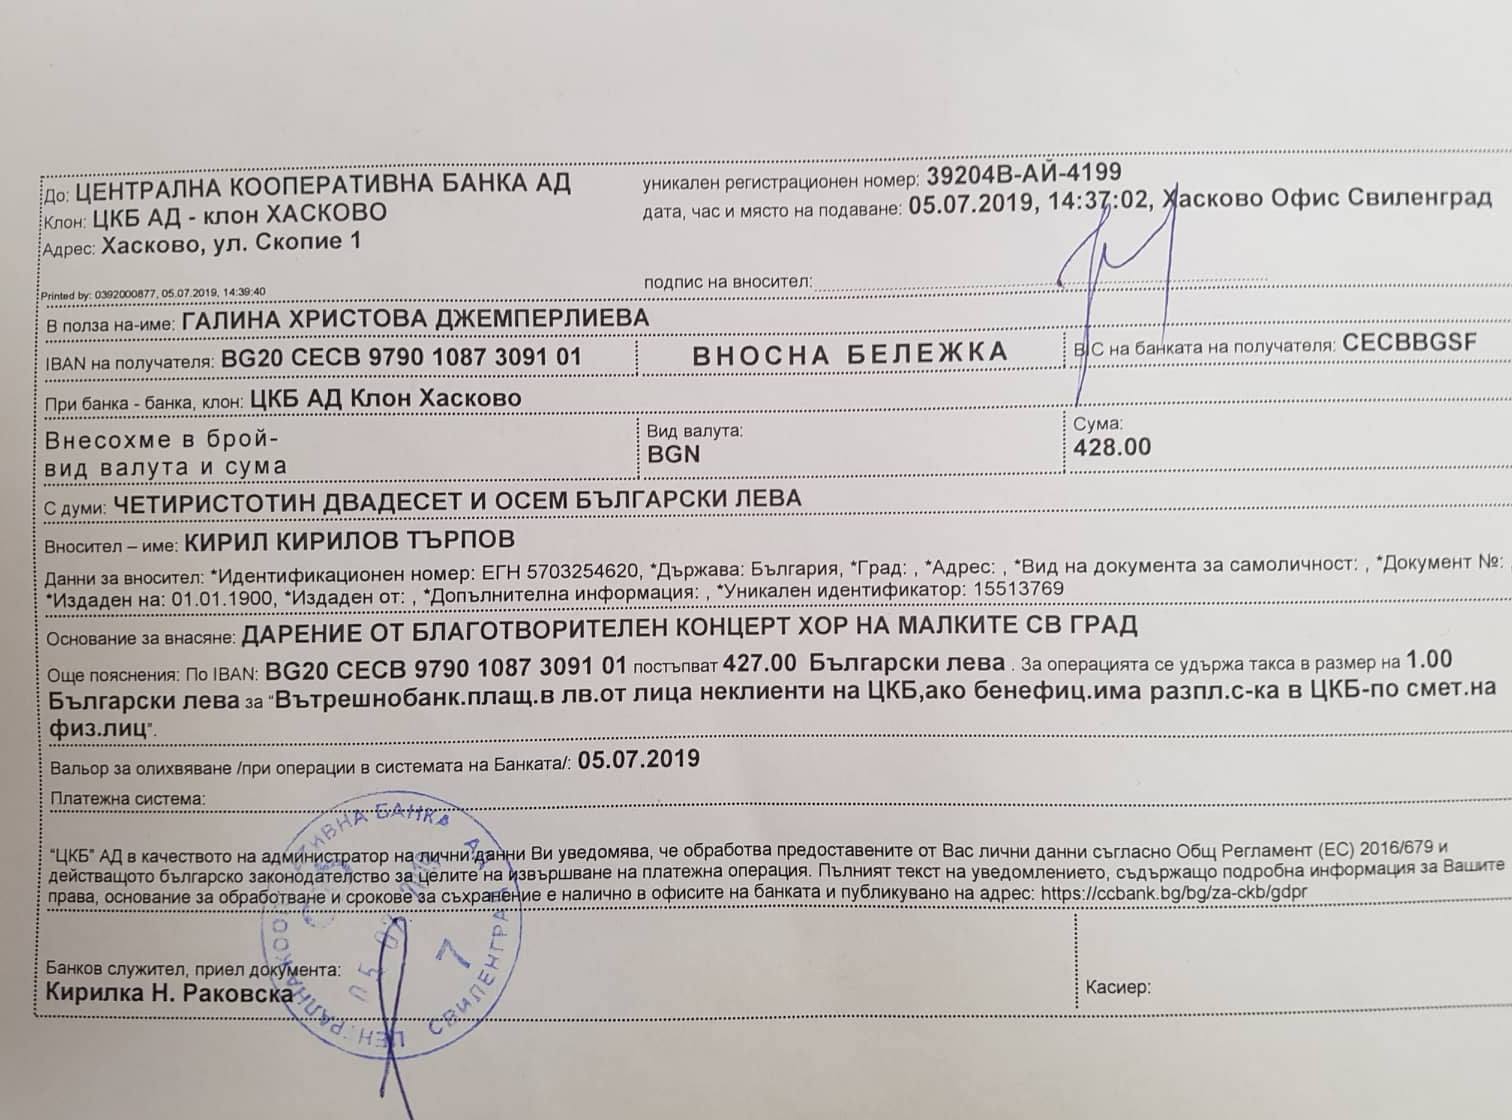 До: ЦЕНТРАЛНА КООПЕРАТИВНА БАНКА АД
Клон: ЦКБ АД - клон ХАСКОВО
Адрес: Хасково, ул. Скопие 1
уникален регистрационен номер: 39204В-АЙ-4199
дата, час и място на подаване: 05.07.2019, 14:37:02, Хасково Офис Свиленград
Printed by: 0392000877, 05.07.2019, 14:39:40
подпис на вносител:
В полза на-име: ГАЛИНА ХРИСТОВА ДЖЕМПЕРЛИЕВА
IBAN на получателя: BG20 CECB 9790 1087 3091 01
ВНОСНА БЕЛЕЖКА
BIC на банката на получателя: CECBBGSF
При банка - банка, клон: ЦКБ АД Клон Хасково
Внесохме в брой-
вид валута и сума
Вид валута:
BGN
Сума:
428.00
С думи: ЧЕТИРИСТОТИН ДВАДЕСЕТ И ОСЕМ БЪЛГАРСКИ ЛЕВА
Вносител – име: КИРИЛ КИРИЛОВ ТЪРПОВ
Данни за вносител: *Идентификационен номер: ЕГН 5703254620, *Държава: България, *Град: , *Адрес: , *Вид на документа за самоличност: , *Документ №: ,
*Издаден на: 01.01.1900, *Издаден от: , *Допълнителна информация: , *Уникален идентификатор: 15513769
Основание за внасяне: ДАРЕНИЕ ОТ БЛАГОТВОРИТЕЛЕН КОНЦЕРТ ХОР НА МАЛКИТЕ СВ ГРАД
Още пояснения: По IBAN: BG20 CECB 9790 1087 3091 01 постъпват 427.00 Български лева . За операцията се удържа такса в размер на 1.00
Български лева за "Вътрешнобанк.плащ.в лв.от лица неклиенти на ЦКБ,ако бенефиц.има разпл.с-ка в ЦКБ-по смет.на
физ.лиц".
Вальор за олихвяване /при операции в системата на Банката/: 05.07.2019
Платежна система:
"ЦКБ" АД в качеството на администратор на лични данни Ви уведомява, че обработва предоставените от Вас лични данни съгласно Общ Регламент (ЕС) 2016/679 и
действащото българско законодателство за целите на извършване на платежна операция. Пълният текст на уведомлението, съдържащо подробна информация за Вашите
права, основание за обработване и срокове за съхранение е налично в офисите на банката и публикувано на адрес: https://ccbank.bg/bg/za-ckb/gdpr
Банков служител, приел документа:
Кирилка Н. Раковска
Касиер:
БАНКА АД
СВИЛЕНГРАД
7